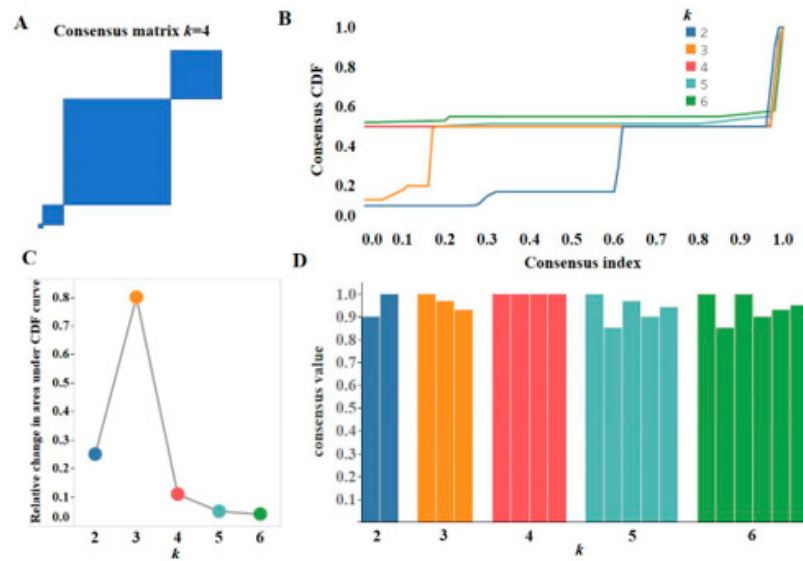 A
Consensus matrix k=4
B
Consensus CDF
1.0
0.8
0.6
0.4
0.2
0.0
k
2
3
4
5
6
0.0 0.1 0.2 0.3 0.4 0.5 0.6 0.7 0.8 0.9 1.0
Consensus index
C
Relative change in area under CDF curve
0.8
0.7
0.6
0.5
0.4
0.3
0.2
0.1
0.0
2 3 4 5 6
k
D
consensus value
1.0
0.9
0.8
0.7
0.6
0.5
0.4
0.3
0.2
0.1
2 3 4 5 6
k